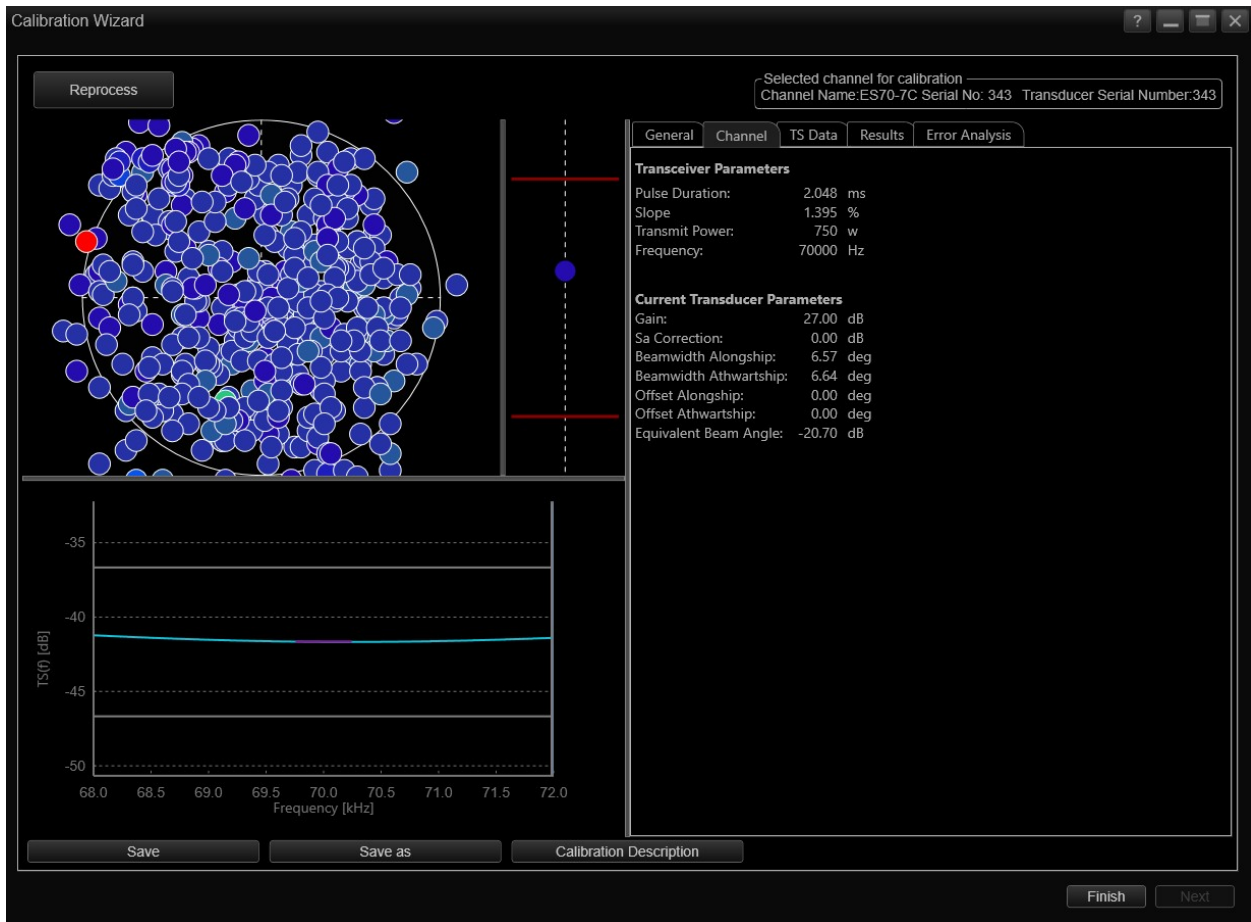 Calibration Wizard
?
Reprocess
Selected channel for calibration
Channel Name:ES70-7C Serial No: 343 Transducer Serial Number:343
General Channel TS Data Results Error Analysis
Transceiver Parameters
Pulse Duration: 2.048 ms
Slope 1.395 %
Transmit Power: 750 w
Frequency: 70000 Hz
Current Transducer Parameters
Gain: 27.00 dB
Sa Correction: 0.00 dB
Beamwidth Alongship: 6.57 deg
Beamwidth Athwartship: 6.64 deg
Offset Alongship: 0.00 deg
Offset Athwartship: 0.00 deg
Equivalent Beam Angle: -20.70 dB
TS(f) [dB]
-35
-40
-45
-50
68.0 68.5 69.0 69.5 70.0 70.5 71.0 71.5 72.0
Frequency [kHz]
Save Save as Calibration Description
Finish Next